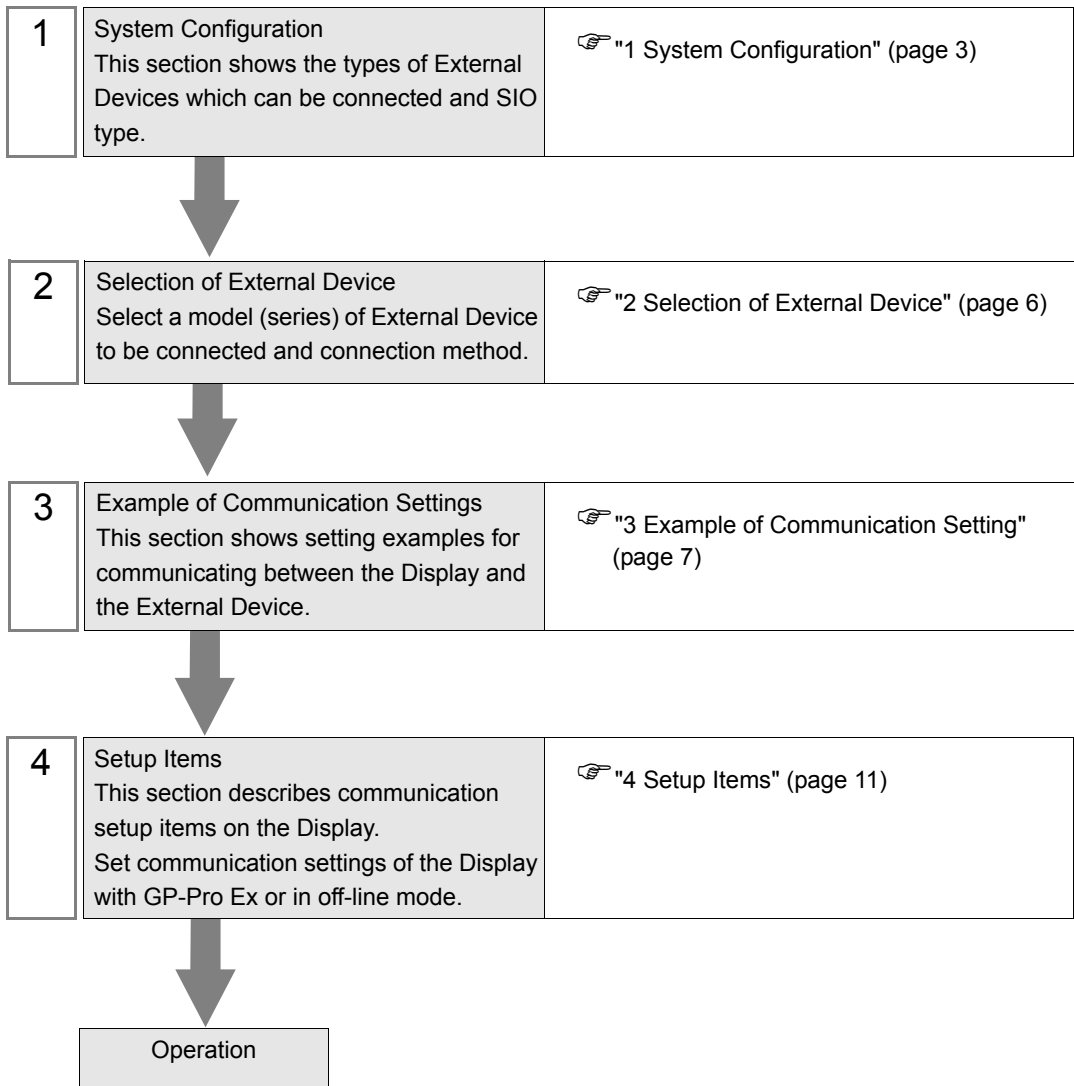 1
System Configuration
This section shows the types of External
Devices which can be connected and SIO
type.
"1 System Configuration" (page 3)
2
Selection of External Device
Select a model (series) of External Device
to be connected and connection method.
"2 Selection of External Device" (page 6)
3
Example of Communication Settings
This section shows setting examples for
communicating between the Display and
the External Device.
"3 Example of Communication Setting"
(page 7)
4
Setup Items
This section describes communication
setup items on the Display.
Set communication settings of the Display
with GP-Pro Ex or in off-line mode.
"4 Setup Items" (page 11)
Operation